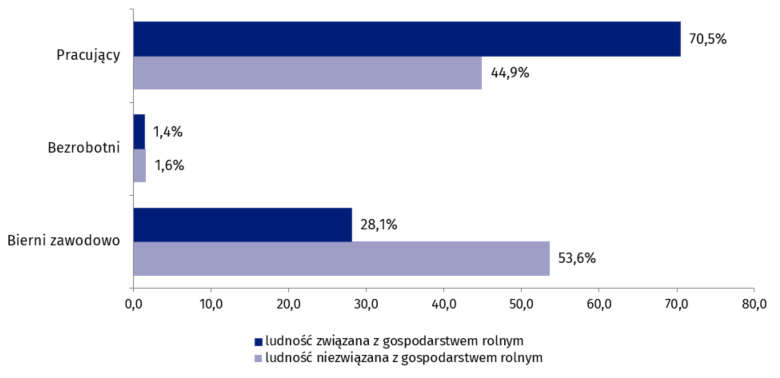 Pracujący
70,5%
44,9%
Bezrobotni
1,4%
1,6%
Bierni zawodowo
28,1%
53,6%
0,0 10,0 20,0 30,0 40,0 50,0 60,0 70,0 80,0
ludność związana z gospodarstwem rolnym
ludność niezwiązana z gospodarstwem rolnym